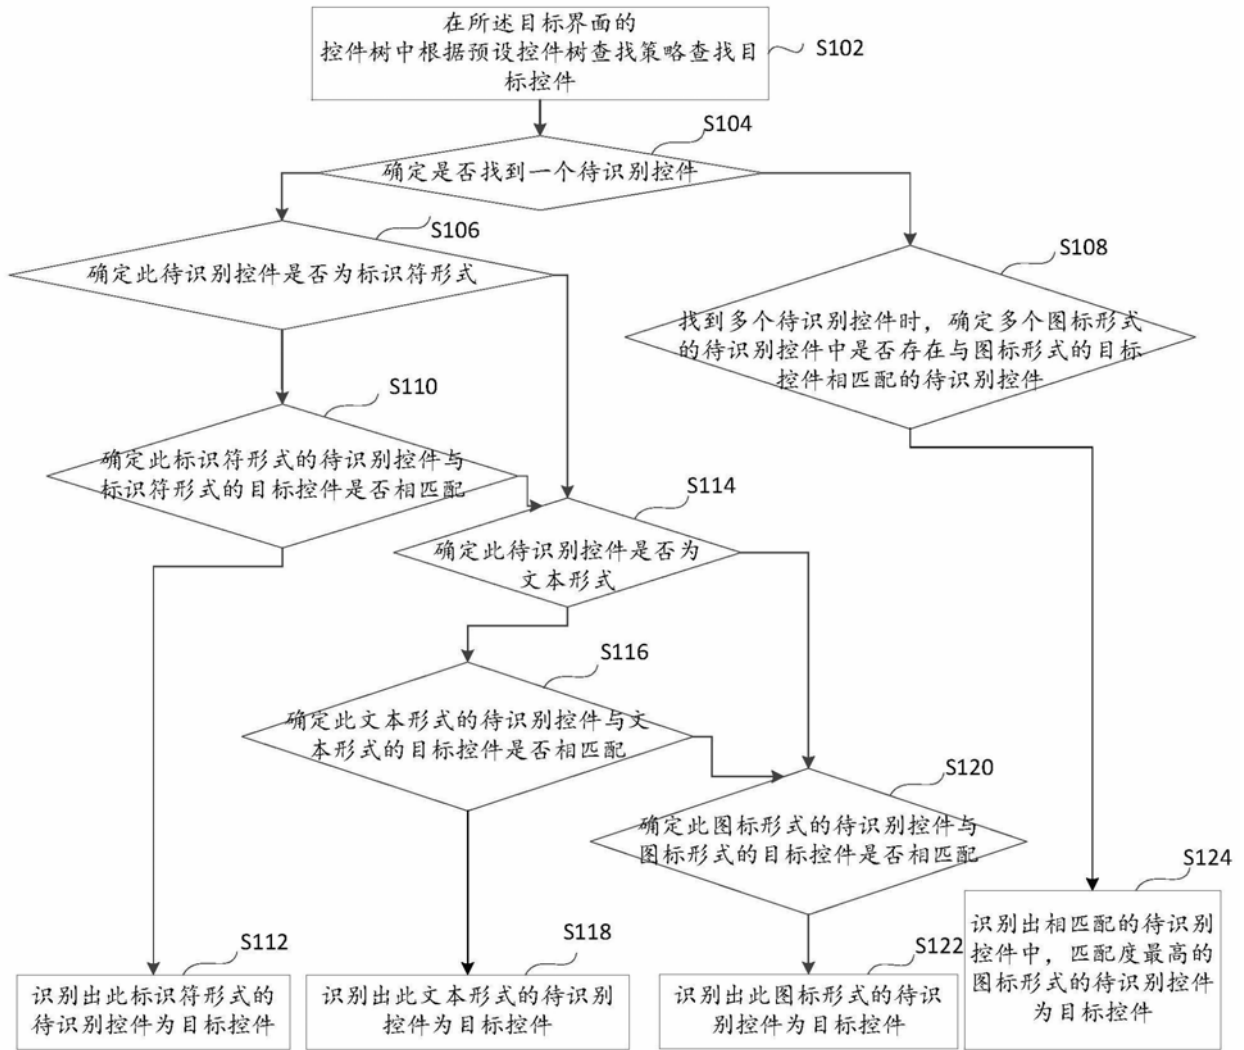 在所述目标界面的
控件树中根据预设控件树查找策略查找目
标控件
S102
S104
确定是否找到一个待识别控件
S106
确定此待识别控件是否为标识符形式
S108
找到多个待识别控件时，确定多个图标形式
的待识别控件中是否存在与图标形式的目标
控件相匹配的待识别控件
S110
确定此标识符形式的待识别控件与
标识符形式的目标控件是否相匹配
S114
确定此待识别控件是否为
文本形式
S116
确定此文本形式的待识别控件与文
本形式的目标控件是否相匹配
S120
确定此图标形式的待识别控件与
图标形式的目标控件是否相匹配
S112
识别出此标识符形式的
待识别控件为目标控件
S118
识别出此文本形式的待识别
控件为目标控件
S122
识别出此图标形式的待识
别控件为目标控件
S124
识别出相匹配的待识别
控件中，匹配度最高的
图标形式的待识别控件
为目标控件